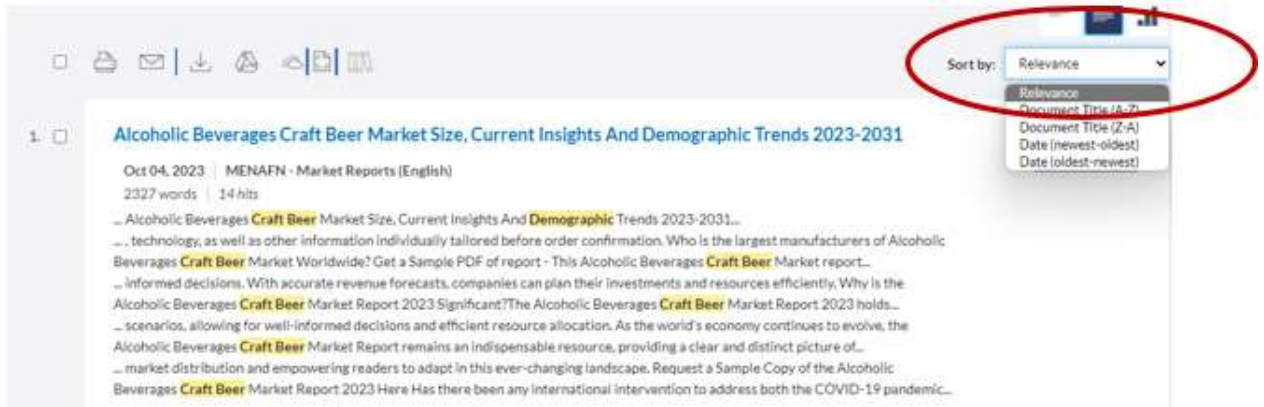 Sort by: Relevance
Relevance
Document Title (A-Z)
Document Title (Z-A)
Date (newest-oldest)
Date (oldest-newest)
1. Alcoholic Beverages Craft Beer Market Size, Current Insights And Demographic Trends 2023-2031
Oct 04, 2023 | MENAFN - Market Reports (English)
2327 words | 14 hits
... Alcoholic Beverages Craft Beer Market Size, Current Insights And Demographic Trends 2023-2031...
... , technology, as well as other information individually tailored before order confirmation. Who is the largest manufacturers of Alcoholic
Beverages Craft Beer Market Worldwide? Get a Sample PDF of report - This Alcoholic Beverages Craft Beer Market report...
... informed decisions. With accurate revenue forecasts, companies can plan their investments and resources efficiently. Why is the
Alcoholic Beverages Craft Beer Market Report 2023 Significant?The Alcoholic Beverages Craft Beer Market Report 2023 holds...
... scenarios, allowing for well-informed decisions and efficient resource allocation. As the world's economy continues to evolve, the
Alcoholic Beverages Craft Beer Market Report remains an indispensable resource, providing a clear and distinct picture of...
... market distribution and empowering readers to adapt in this ever-changing landscape. Request a Sample Copy of the Alcoholic
Beverages Craft Beer Market Report 2023 Here Has there been any international intervention to address both the COVID-19 pandemic...